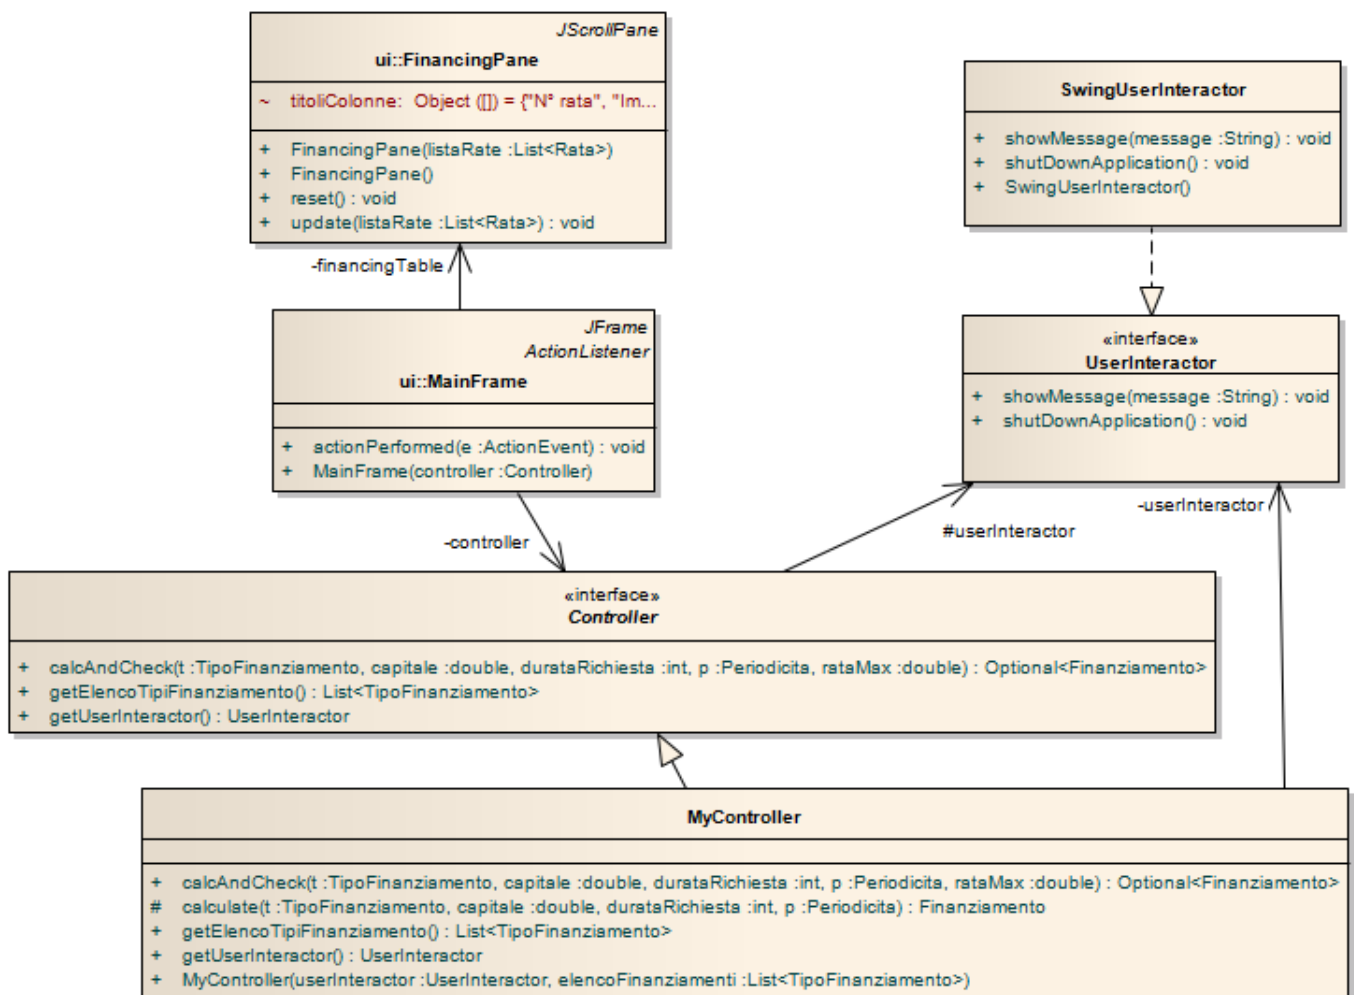 JScrollPane
ui::FinancingPane
~ titoliColonne: Object ([]) = {"N° rata", "Im...
+ FinancingPane(listaRate :List<Rata>)
+ FinancingPane()
+ reset() : void
+ update(listaRate :List<Rata>) : void
SwingUserInteractor
+ showMessage(message :String) : void
+ shutDownApplication() : void
+ SwingUserInteractor()
-financingTable
JFrame
ActionListener
ui::MainFrame
+ actionPerformed(e :ActionEvent) : void
+ MainFrame(controller :Controller)
«interface»
UserInteractor
+ showMessage(message :String) : void
+ shutDownApplication() : void
-controller
#userInteractor
-userInteractor
«interface»
Controller
+ calcAndCheck(t :TipoFinanziamento, capitale :double, durataRichiesta :int, p :Periodicita, rataMax :double) : Optional<Finanziamento>
+ getElencoTipiFinanziamento() : List<TipoFinanziamento>
+ getUserInteractor() : UserInteractor
MyController
+ calcAndCheck(t :TipoFinanziamento, capitale :double, durataRichiesta :int, p :Periodicita, rataMax :double) : Optional<Finanziamento>
# calculate(t :TipoFinanziamento, capitale :double, durataRichiesta :int, p :Periodicita) : Finanziamento
+ getElencoTipiFinanziamento() : List<TipoFinanziamento>
+ getUserInteractor() : UserInteractor
+ MyController(userInteractor :UserInteractor, elencoFinanziamenti :List<TipoFinanziamento>)